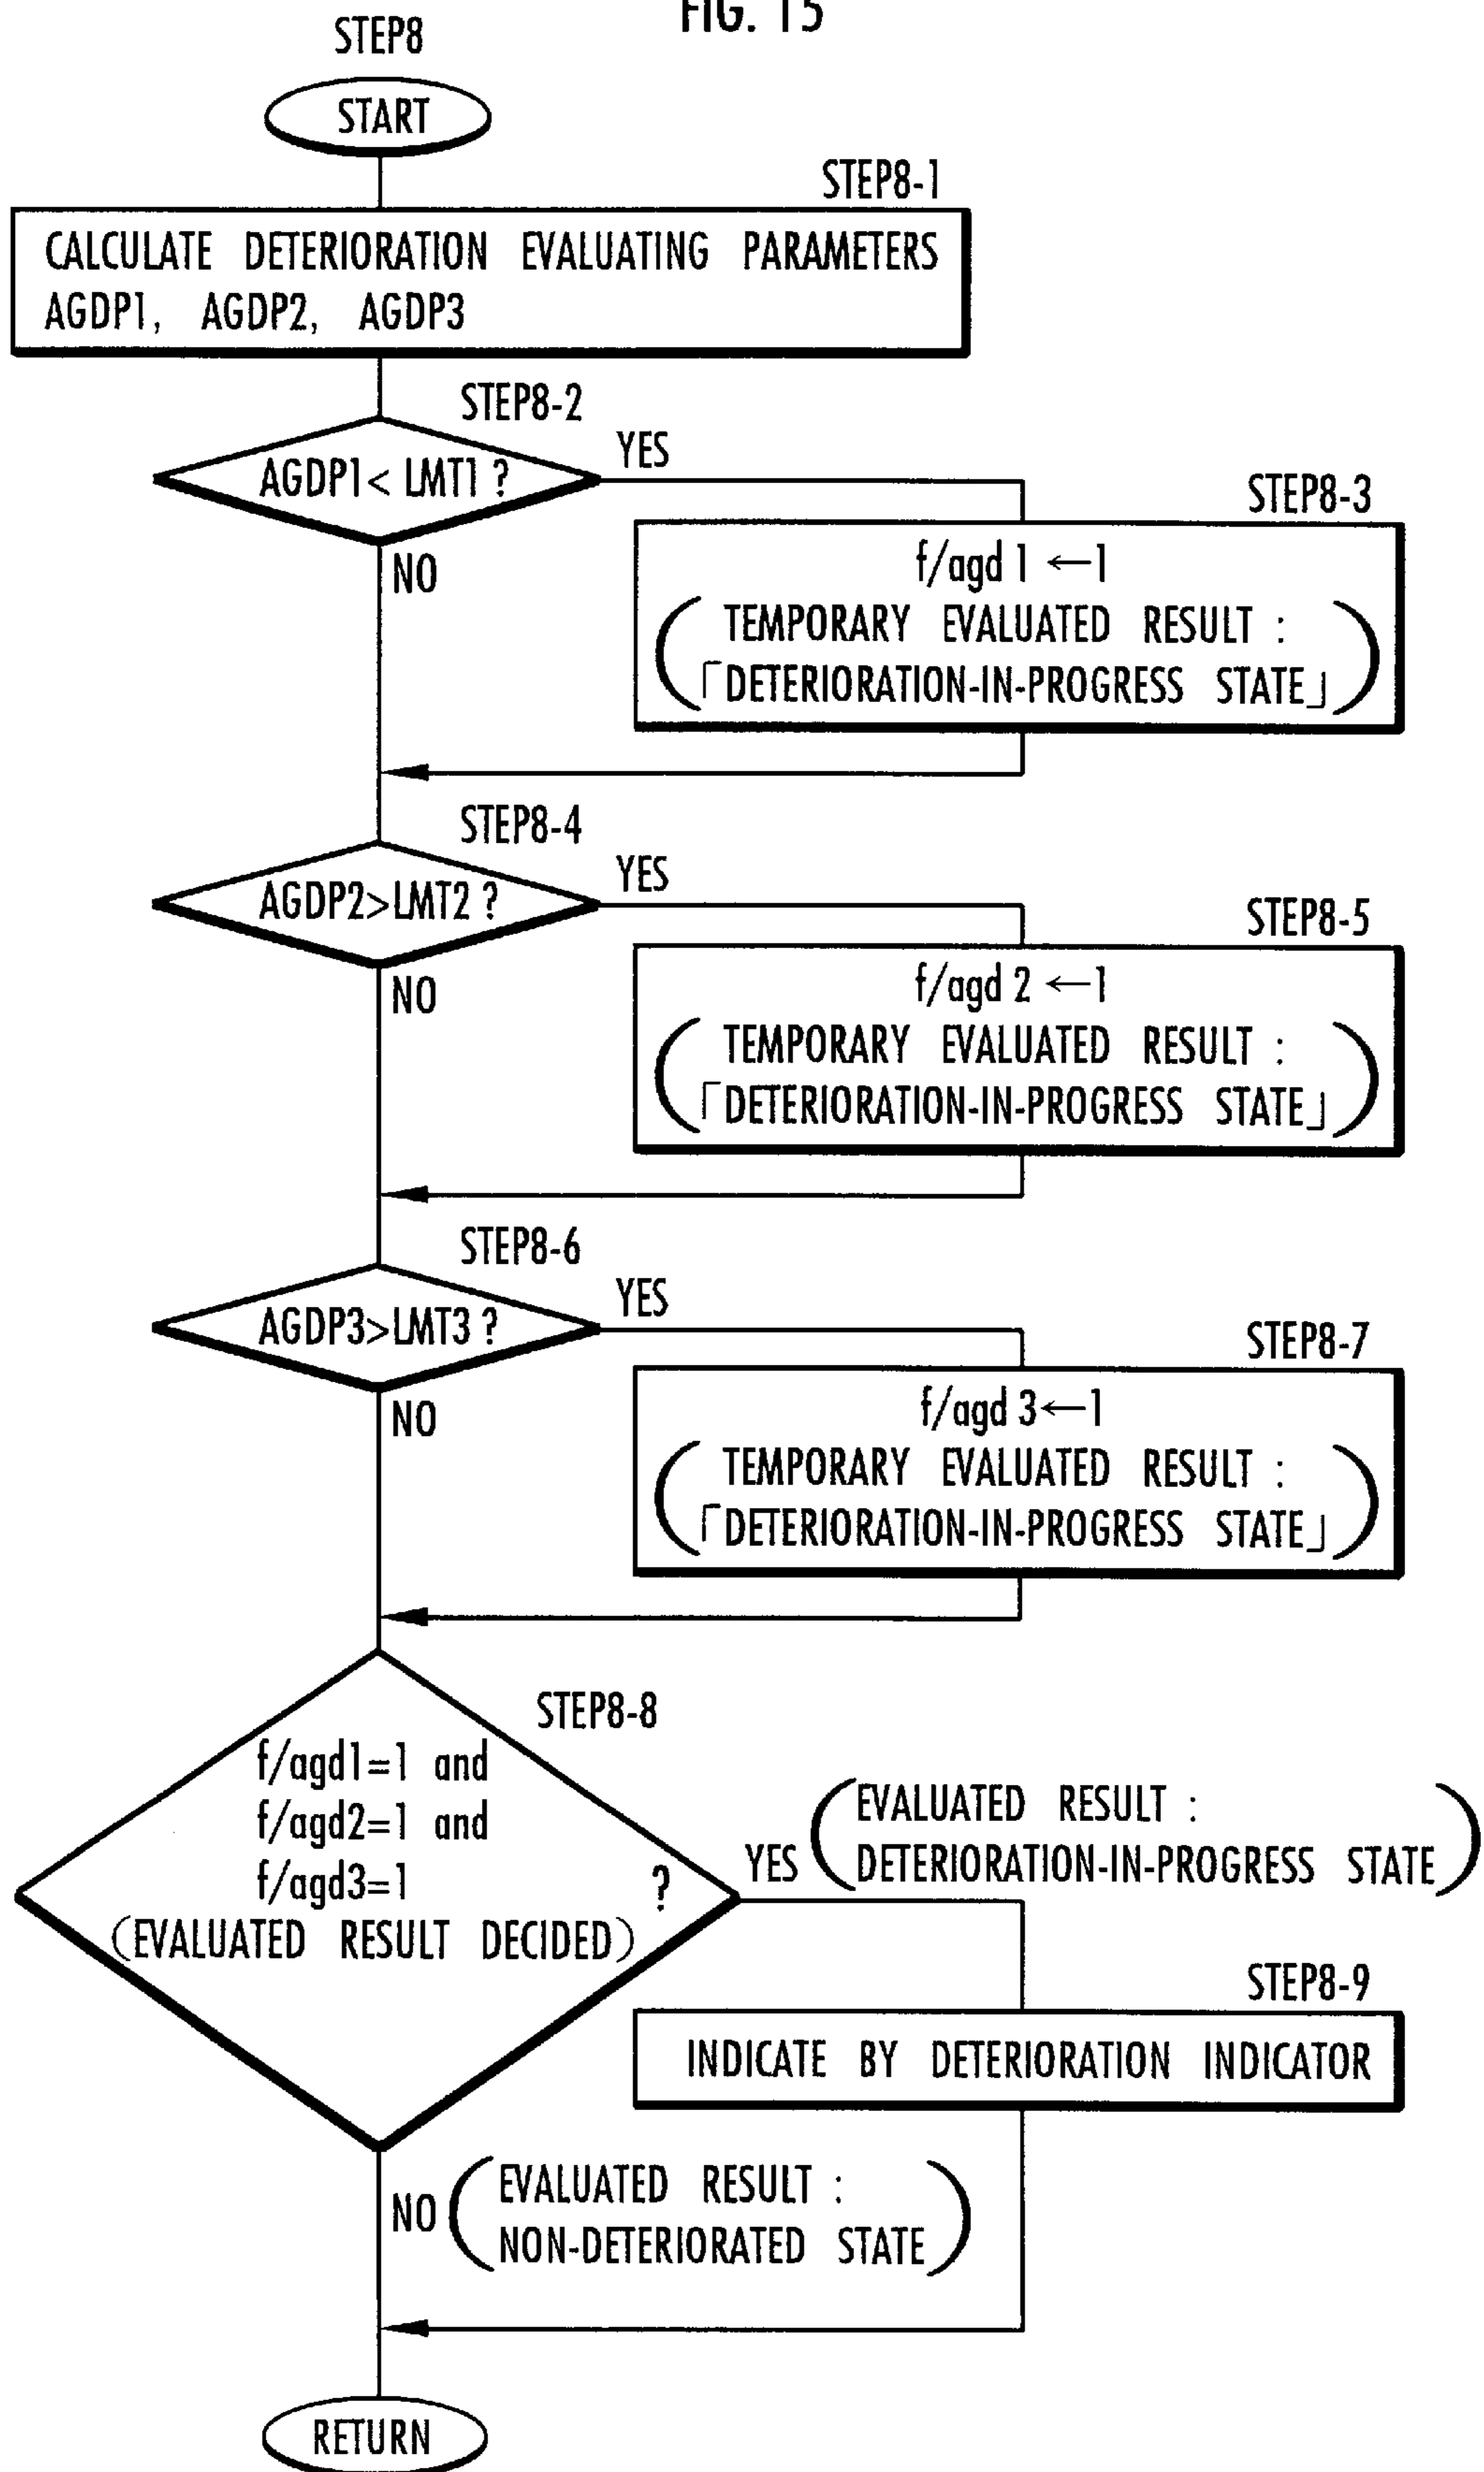 FIG. 15
STEP8
START
STEP8-1
CALCULATE DETERIORATION EVALUATING PARAMETERS
AGDP1, AGDP2, AGDP3
STEP8-2
AGDP1< LMT1 ?
YES
NO
STEP8-3
f/agd 1 ←1
( TEMPORARY EVALUATED RESULT :
「DETERIORATION-IN-PROGRESS STATE」)
STEP8-4
AGDP2>LMT2 ?
YES
NO
STEP8-5
f/agd 2 ←1
( TEMPORARY EVALUATED RESULT :
「DETERIORATION-IN-PROGRESS STATE」)
STEP8-6
AGDP3>LMT3 ?
YES
NO
STEP8-7
f/agd 3←1
( TEMPORARY EVALUATED RESULT :
「DETERIORATION-IN-PROGRESS STATE」)
STEP8-8
f/agd1=1 and
f/agd2=1 and
f/agd3=1 ?
(EVALUATED RESULT DECIDED)
YES (EVALUATED RESULT :
DETERIORATION-IN-PROGRESS STATE)
STEP8-9
INDICATE BY DETERIORATION INDICATOR
NO (EVALUATED RESULT :
NON-DETERIORATED STATE)
RETURN